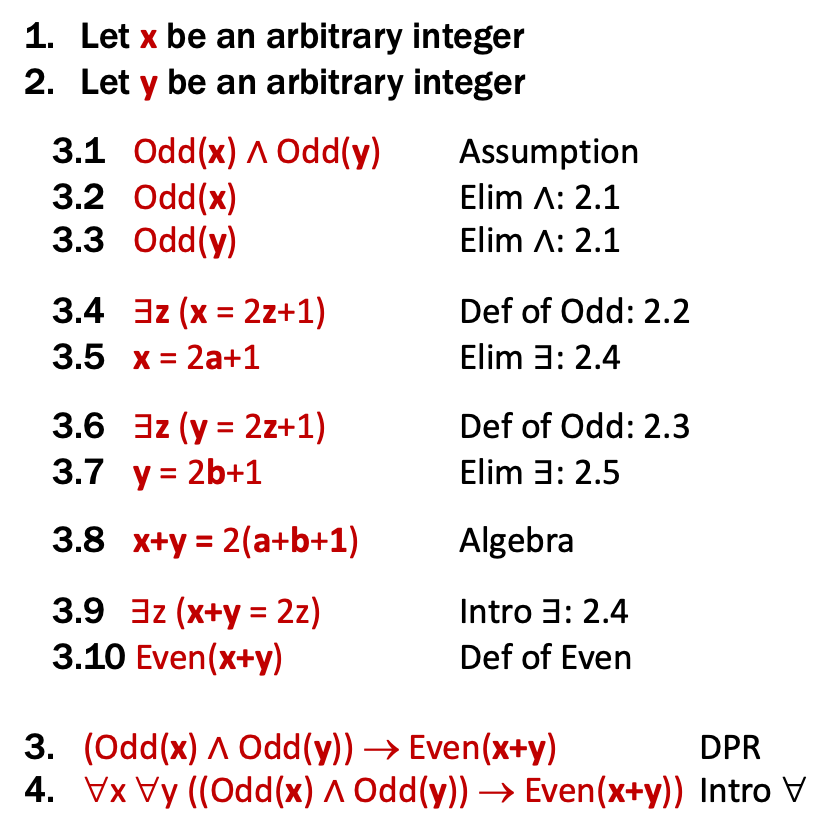 1. Let x be an arbitrary integer
2. Let y be an arbitrary integer
3.1 Odd(x) ∧ Odd(y) Assumption
3.2 Odd(x) Elim ∧: 2.1
3.3 Odd(y) Elim ∧: 2.1
3.4 ∃z (x = 2z+1) Def of Odd: 2.2
3.5 x = 2a+1 Elim ∃: 2.4
3.6 ∃z (y = 2z+1) Def of Odd: 2.3
3.7 y = 2b+1 Elim ∃: 2.5
3.8 x+y = 2(a+b+1) Algebra
3.9 ∃z (x+y = 2z) Intro ∃: 2.4
3.10 Even(x+y) Def of Even
3. (Odd(x) ∧ Odd(y)) → Even(x+y) DPR
4. ∀x ∀y ((Odd(x) ∧ Odd(y)) → Even(x+y)) Intro ∀